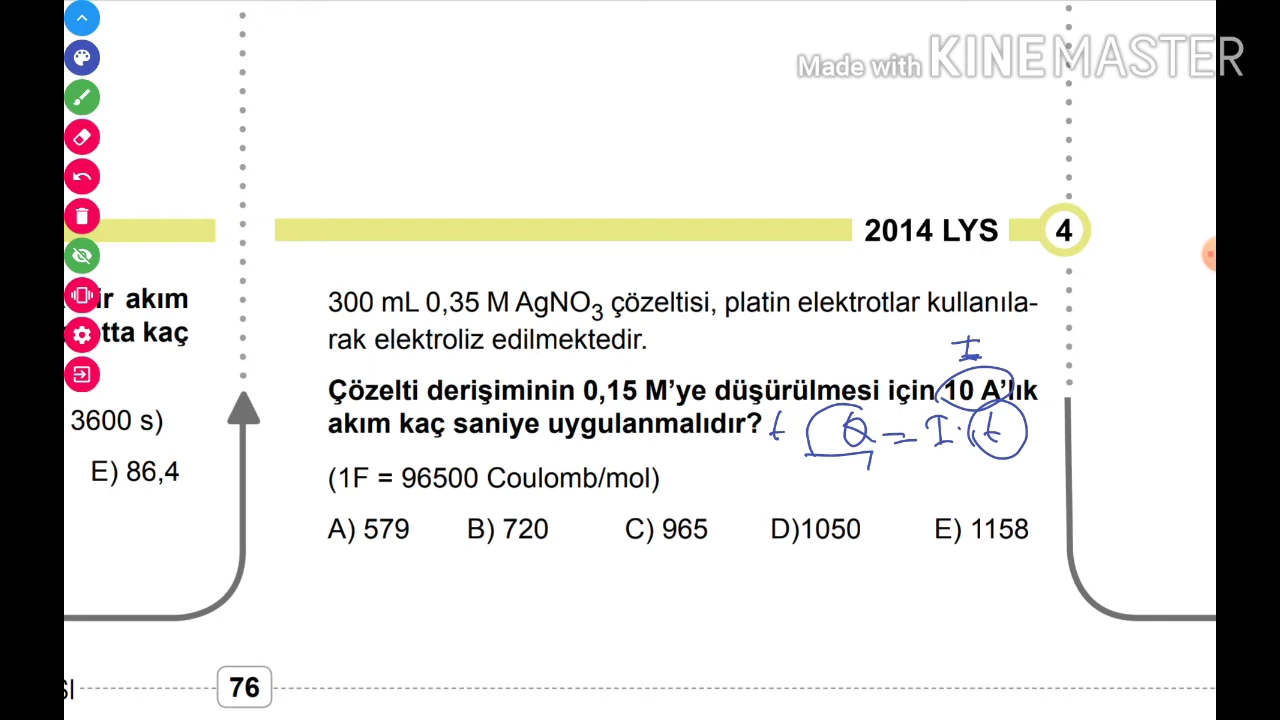 Made with KINEMASTER
2014 LYS 4
ir akım
tta kaç
3600 s)
E) 86,4
300 mL 0,35 M AgNO₃ çözeltisi, platin elektrotlar kullanıla-
rak elektroliz edilmektedir.
I
Çözelti derişiminin 0,15 M'ye düşürülmesi için 10 A'lık
akım kaç saniye uygulanmalıdır? t Q = I . t
(1F = 96500 Coulomb/mol)
A) 579 B) 720 C) 965 D)1050 E) 1158
76